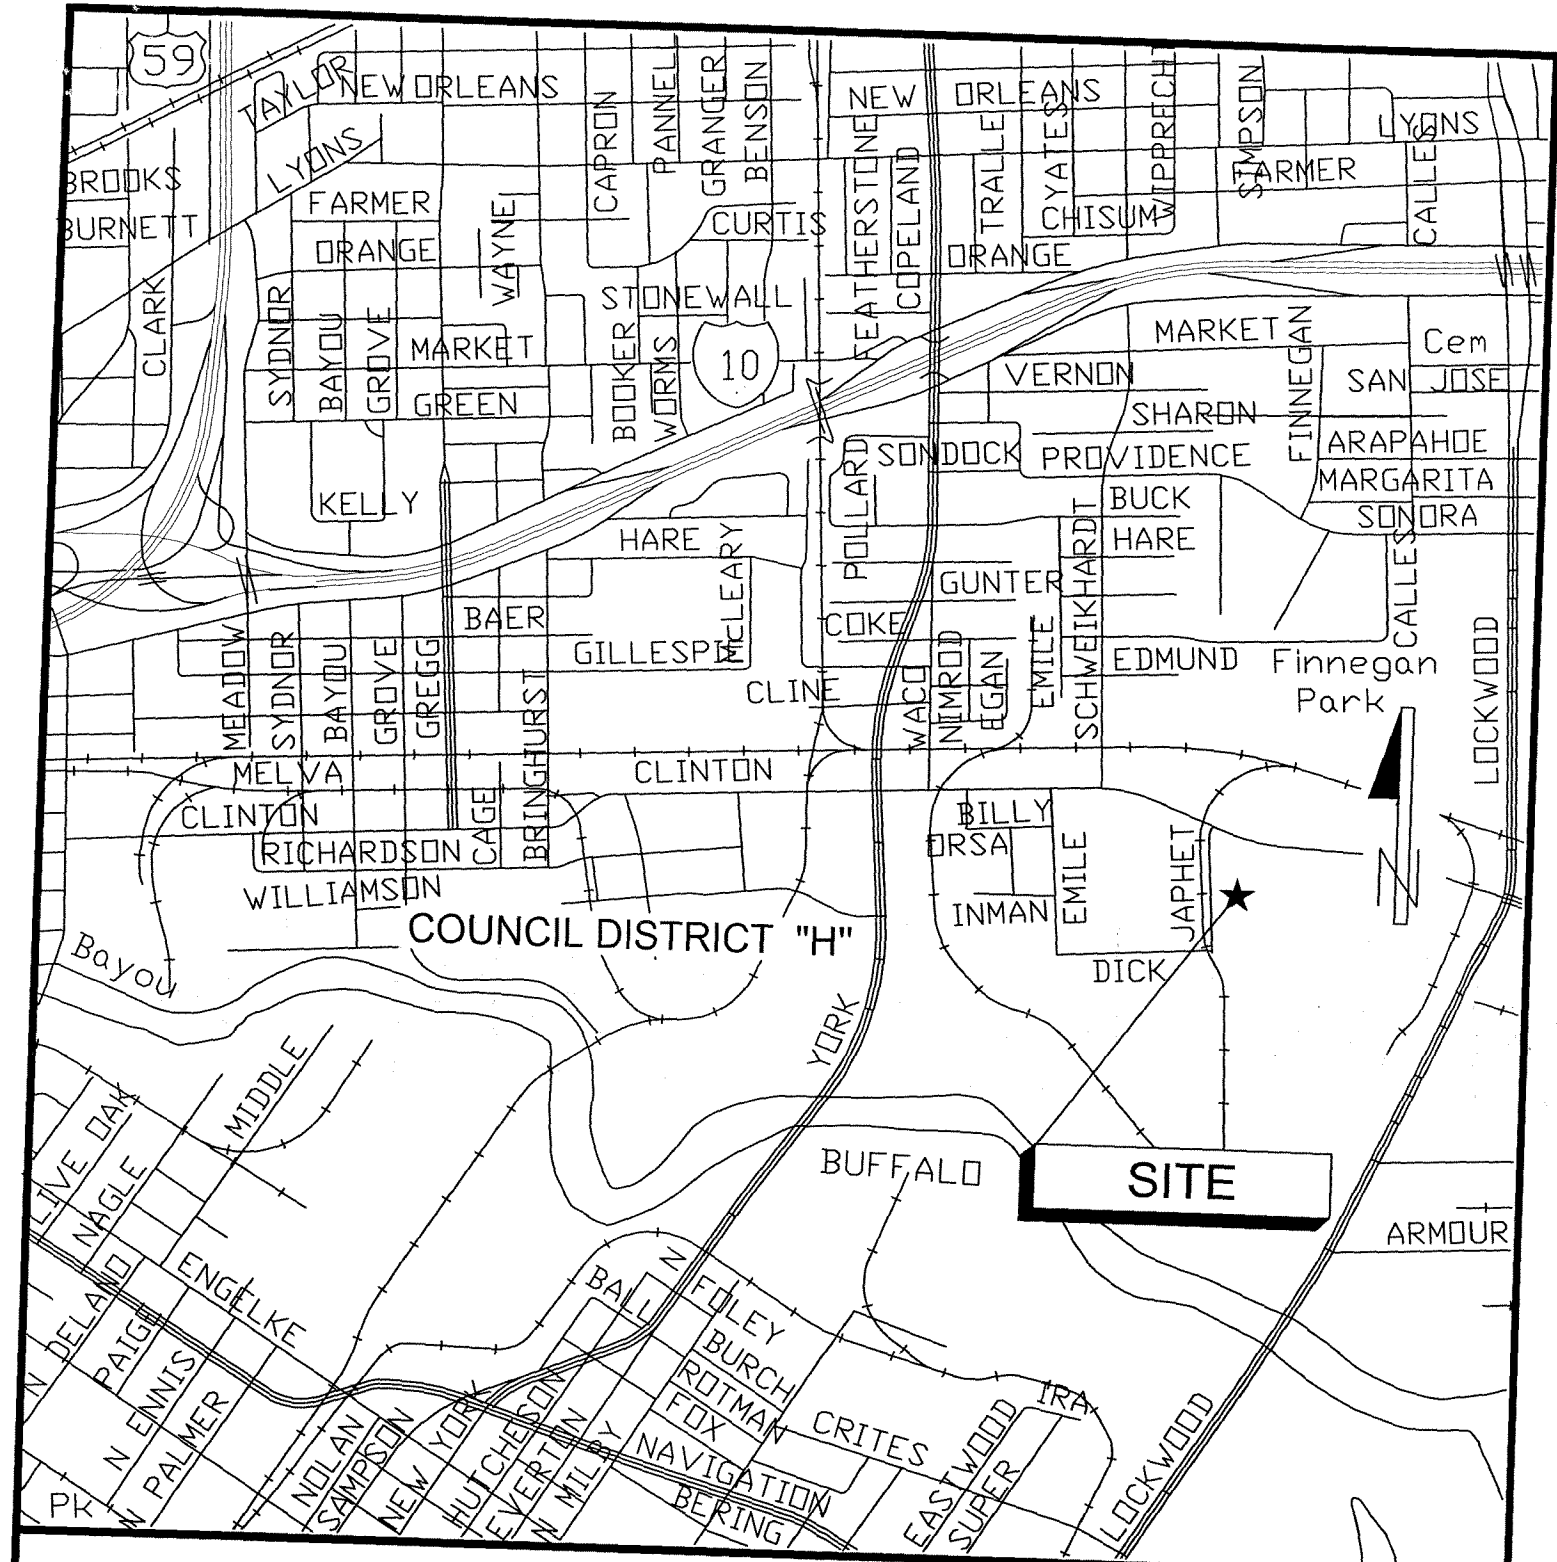 59
TAYLOR
NEW ORLEANS
LYONS
BROOKS
BURNETT
FARMER
ORANGE
WAYNE
CAPRON
PANNEL
GRANGER
BENSON
CURTIS
NEW ORLEANS
FEATHERSTONE
COPELAND
TRALLE
YATES
WIPPRECHT
SIMPSON
LYONS
FARMER
CALLES
CHISUM
ORANGE
CLARK
SYDNOR
BAYOU
GROVE
MARKET
GREEN
STONEWALL
BOOKER
WORMS
10
MARKET
Cem
VERNON
FINNEGAN
SAN JOSE
SHARON
ARAPAHOE
SONDOCK
PROVIDENCE
MARGARITA
POLLARD
BUCK
SONORA
KELLY
HARE
McLEARY
HARE
GUNTER
SCHWEIKHARDT
CALLES
BAER
COKE
GILLESPIE
EMILE
EDMUND
Finnegan
Park
LOCKWOOD
MEADOW
SYDNOR
BAYOU
GROVE
GREGG
BRINGHURST
CLINE
WACO
NIMROD
EGAN
MELVA
CLINTON
CLINTON
CAGE
RICHARDSON
WILLIAMSON
BILLY
ORSA
INMAN
EMILE
JAPHET
DICK
N
COUNCIL DISTRICT "H"
Bayou
YORK
MIDDLE
LIVE OAK
NAGLE
BUFFALO
SITE
ARMOUR
ENGELKE
N DELANO
PAIGE
N ENNIS
N PALMER
BALL
N
FOLEY
BURCH
ROTMAN
FOX
NAVIGATION
BERING
CRITES
IRA
EASTWOOD
SUPER
LOCKWOOD
NOLAN
SAMPSON
NEW YORK
HUTCHESON
EVERTON
N MILBY
PK